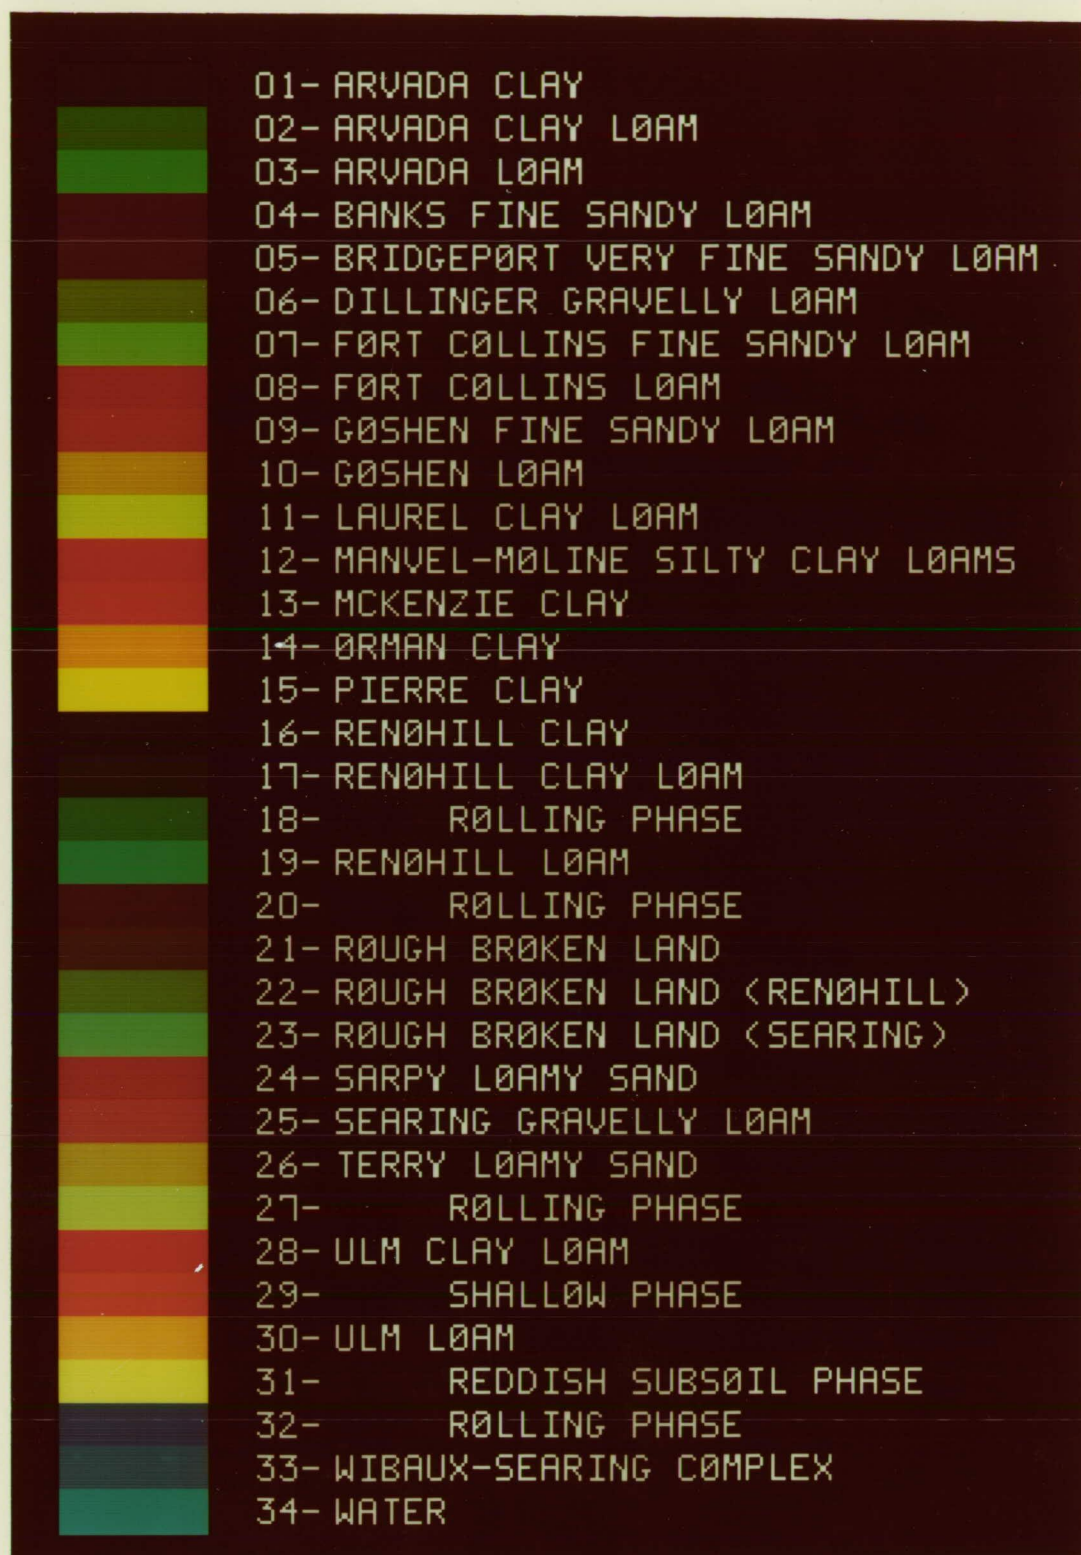 01- ARVADA CLAY
02- ARVADA CLAY LØAM
03- ARVADA LØAM
04- BANKS FINE SANDY LØAM
05- BRIDGEPØRT VERY FINE SANDY LØAM
06- DILLINGER GRAVELLY LØAM
07- FØRT CØLLINS FINE SANDY LØAM
08- FØRT CØLLINS LØAM
09- GØSHEN FINE SANDY LØAM
10- GØSHEN LØAM
11- LAUREL CLAY LØAM
12- MANVEL-MØLINE SILTY CLAY LØAMS
13- MCKENZIE CLAY
14- ØRMAN CLAY
15- PIERRE CLAY
16- RENØHILL CLAY
17- RENØHILL CLAY LØAM
18- RØLLING PHASE
19- RENØHILL LØAM
20- RØLLING PHASE
21- RØUGH BRØKEN LAND
22- RØUGH BRØKEN LAND (RENØHILL)
23- RØUGH BRØKEN LAND (SEARING)
24- SARPY LØAMY SAND
25- SEARING GRAVELLY LØAM
26- TERRY LØAMY SAND
27- RØLLING PHASE
28- ULM CLAY LØAM
29- SHALLØW PHASE
30- ULM LØAM
31- REDDISH SUBSØIL PHASE
32- RØLLING PHASE
33- WIBAUX-SEARING CØMPLEX
34- WATER